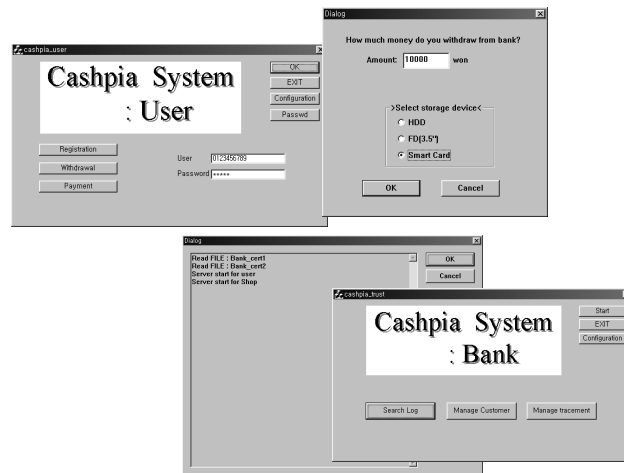 cashpia_user
Cashpia System
: User
OK
EXIT
Configuration
Passwd
Registration
Withdrawal
Payment
User 0123456789
Password *****
Dialog
How much money do you withdraw from bank?
Amount: 10000 won
>Select storage device<
HDD
FD(3.5")
Smart Card
OK Cancel
Dialog
Read FILE : Bank_cert1
Read FILE : Bank_cert2
Server start for user
Server start for Shop
OK
Cancel
cashpia_trust
Cashpia System
: Bank
Start
EXIT
Configuration
Search Log Manage Customer Manage tracement